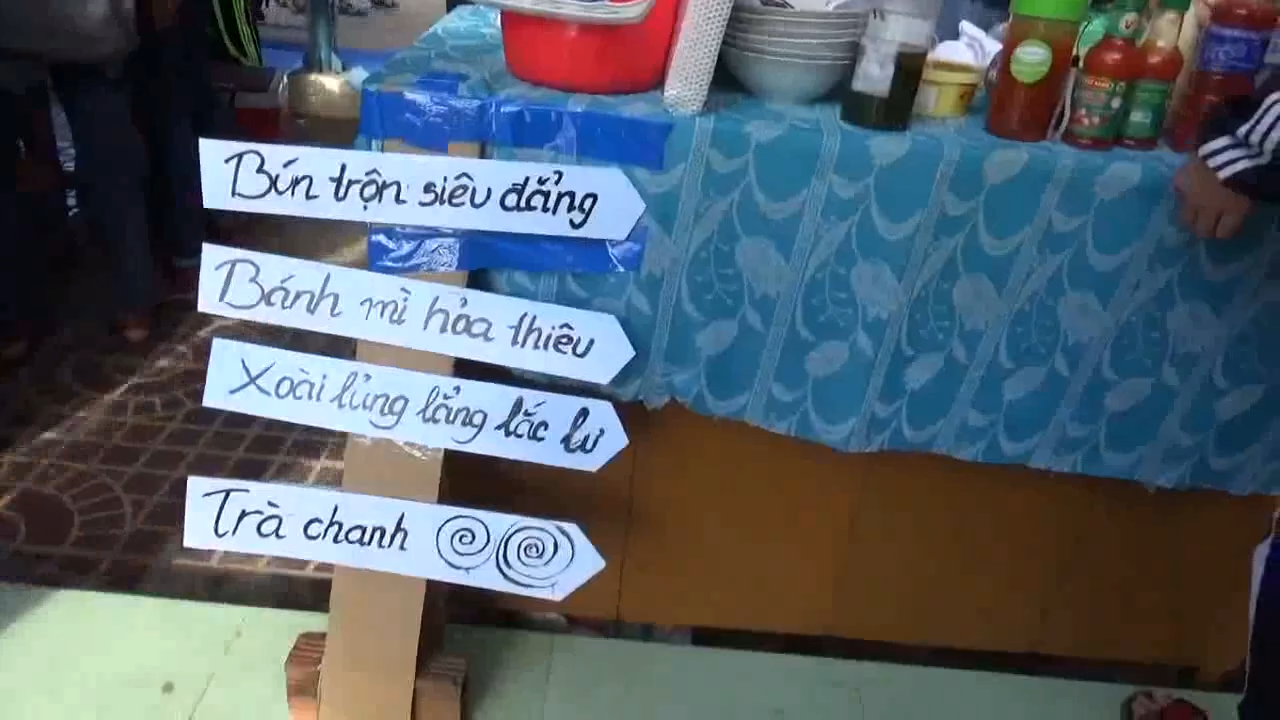 Bún trộn siêu đẳng
Bánh mì hỏa thiêu
Xoài lủng lẳng lắc lư
Trà chanh